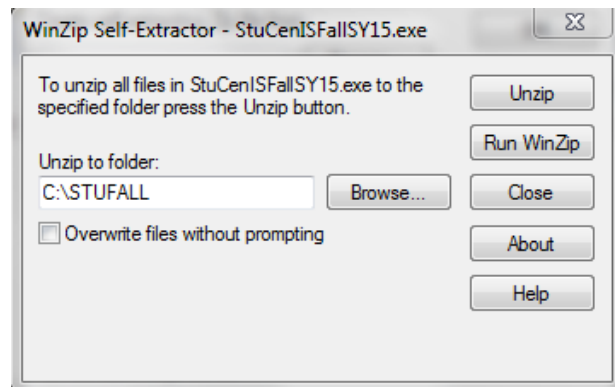 WinZip Self-Extractor - StuCenISFallSY15.exe
To unzip all files in StuCenISFallSY15.exe to the
specified folder press the Unzip button.
Unzip to folder:
C:\STUFALL
Browse...
Overwrite files without prompting
Unzip
Run WinZip
Close
About
Help